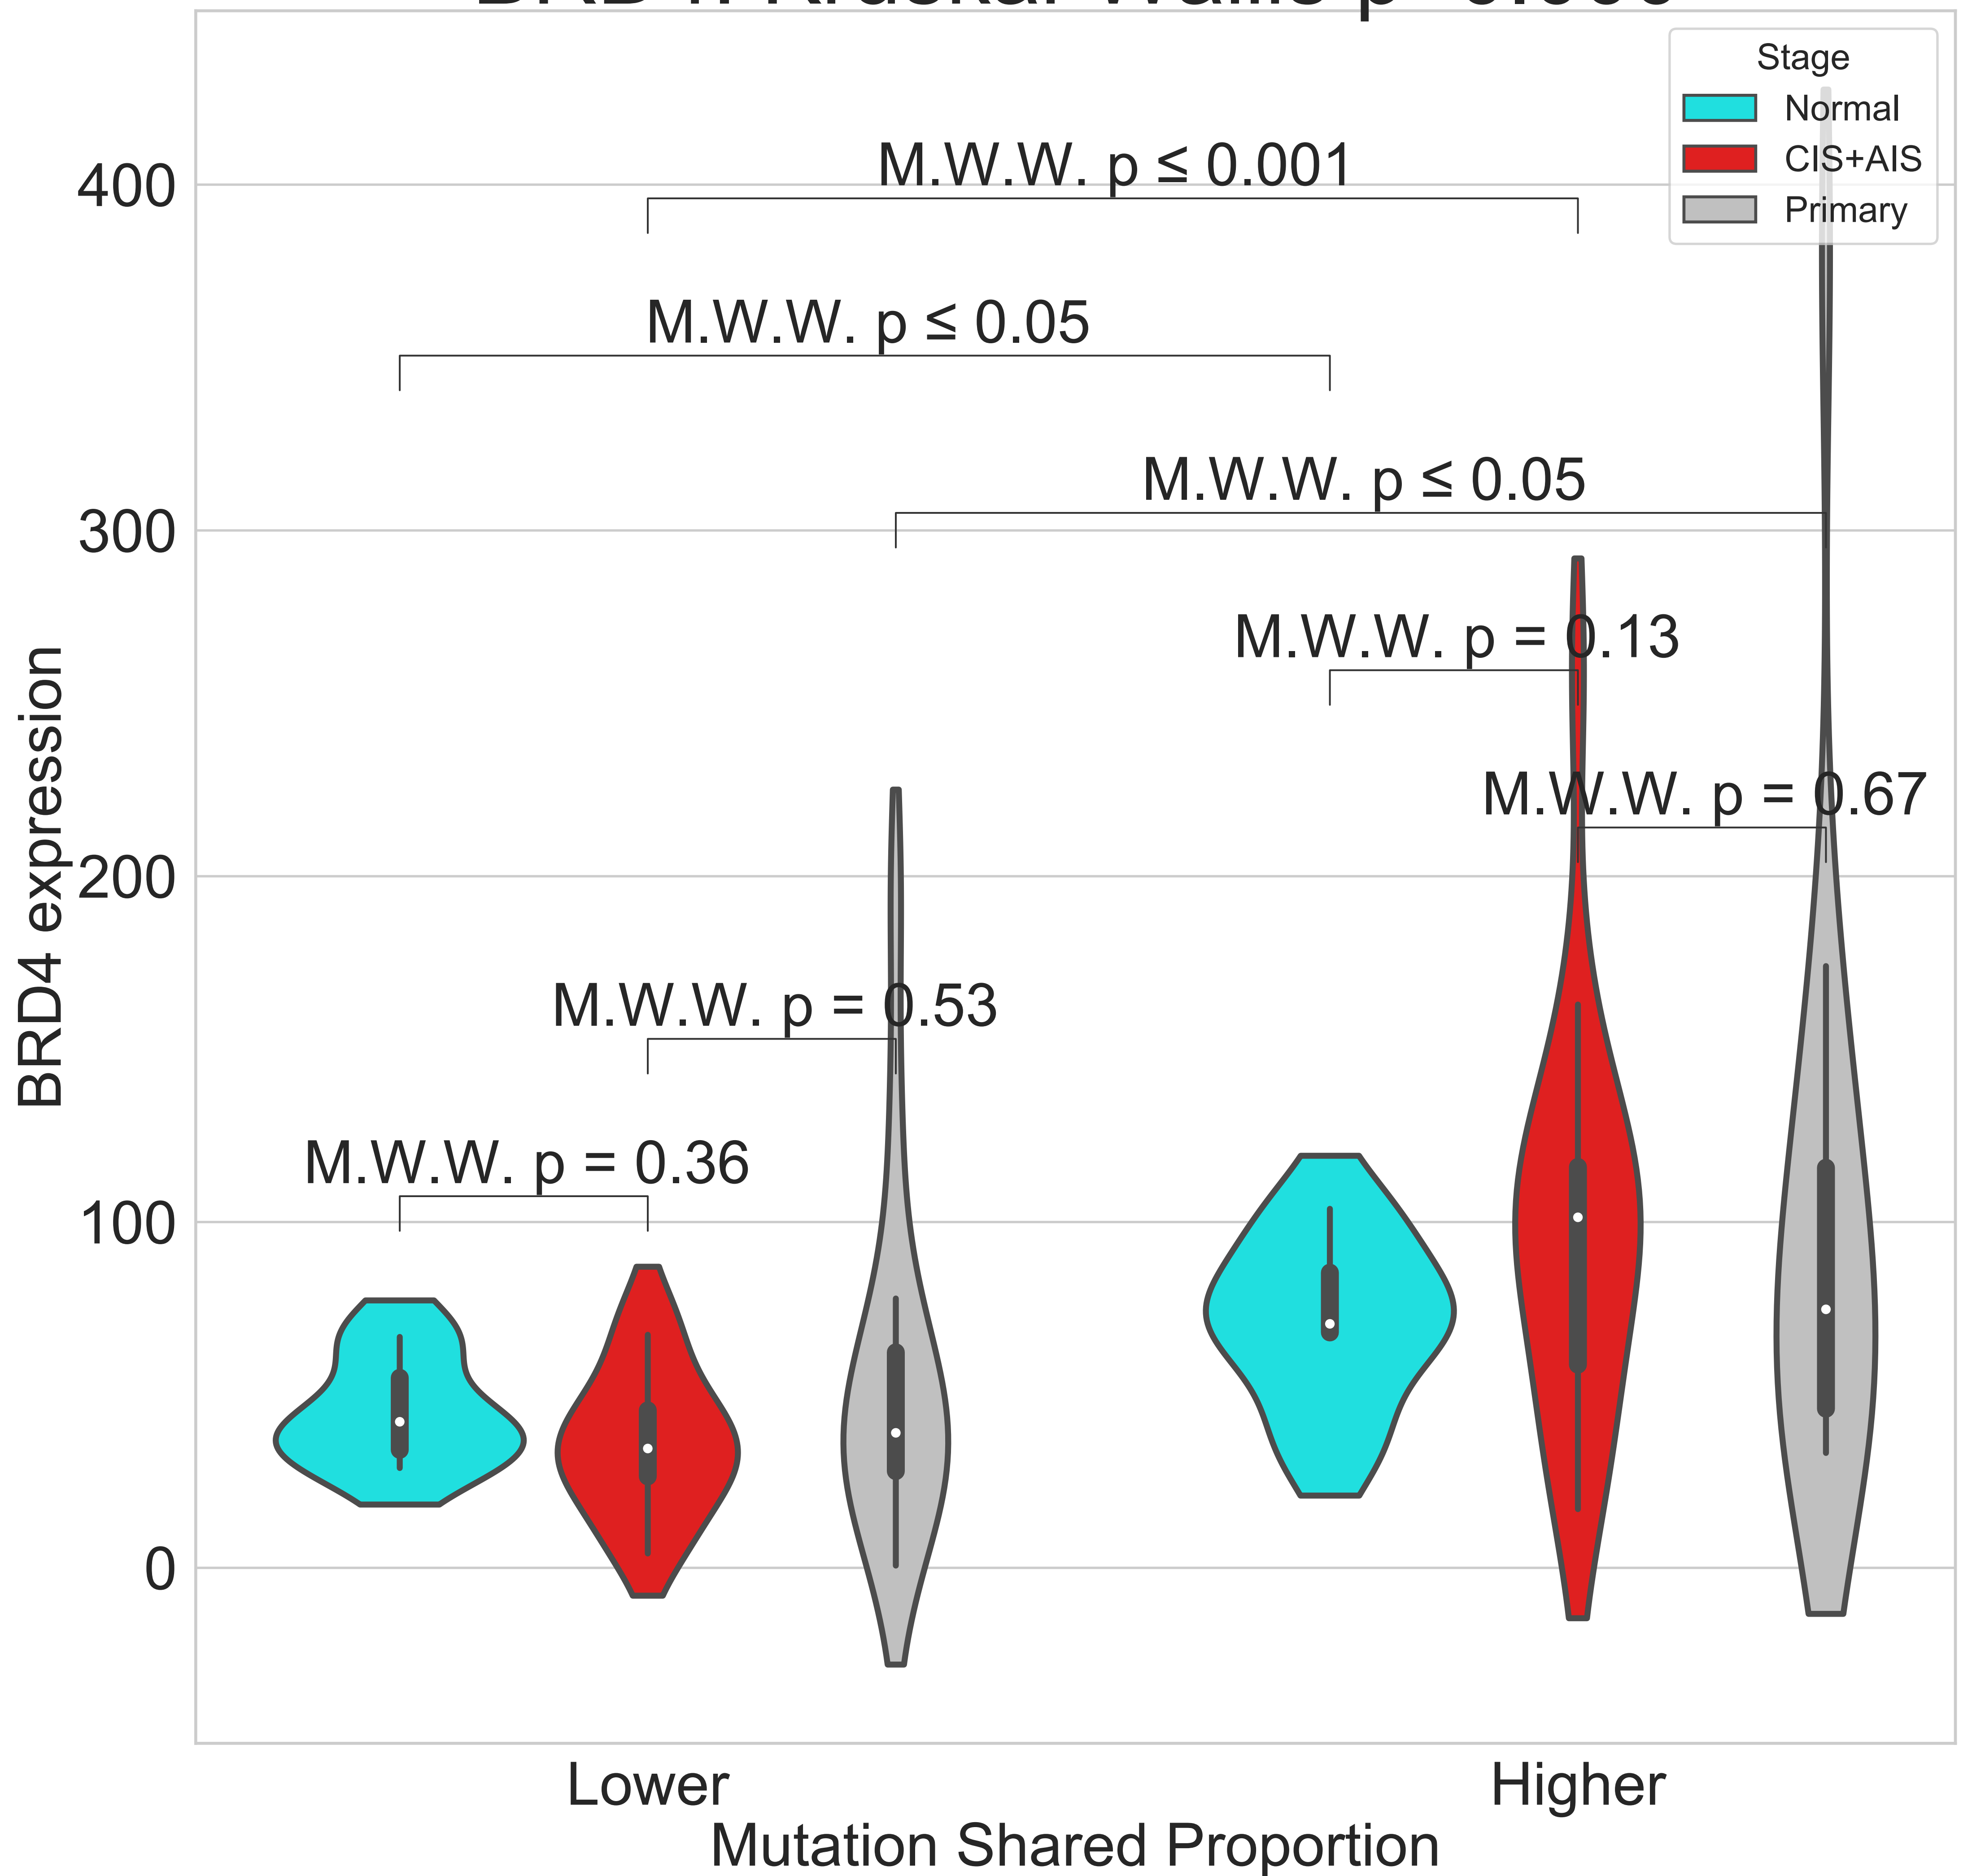 Stage
Normal
CIS+AIS
Primary
M.W.W. p ≤ 0.001
M.W.W. p ≤ 0.05
M.W.W. p ≤ 0.05
M.W.W. p = 0.13
M.W.W. p = 0.67
M.W.W. p = 0.53
M.W.W. p = 0.36
400
300
200
100
0
BRD4 expression
Lower
Higher
Mutation Shared Proportion